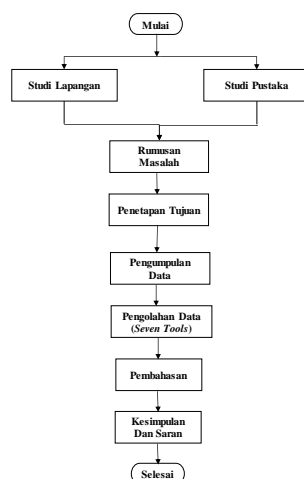 Mulai
Studi Lapangan
Studi Pustaka
Rumusan
Masalah
Penetapan Tujuan
Pengumpulan
Data
Pengolahan Data
(Seven Tools)
Pembahasan
Kesimpulan
Dan Saran
Selesai